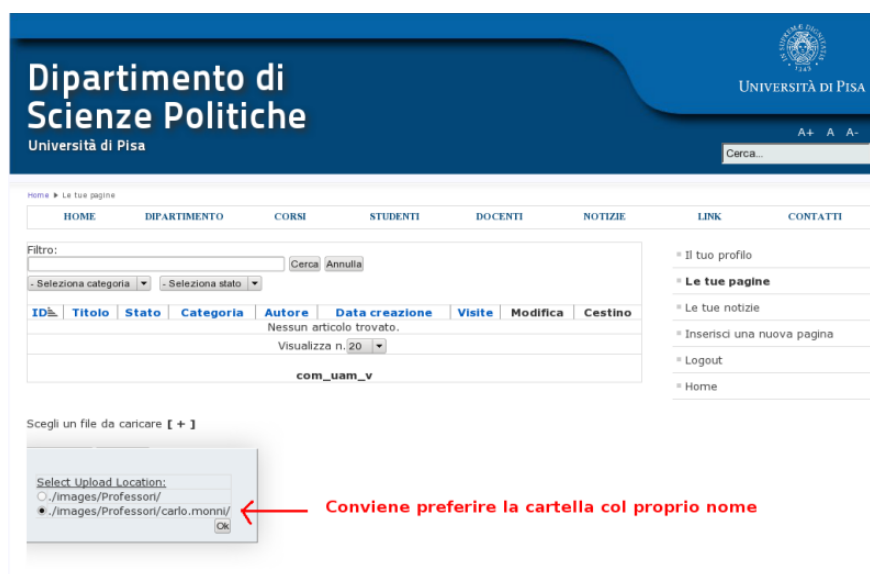 Dipartimento di
Scienze Politiche
Università di Pisa
IN SUPREMÆ DIGNITATIS
1343
UNIVERSITÀ DI PISA
A+ A A-
Cerca...
Home Le tue pagine
HOME DIPARTIMENTO CORSI STUDENTI DOCENTI NOTIZIE LINK CONTATTI
Filtro:
Cerca Annulla
- Seleziona categoria - Seleziona stato
ID Titolo Stato Categoria Autore Data creazione Visite Modifica Cestino
Nessun articolo trovato.
Visualizza n. 20
com_uam_v
Il tuo profilo
Le tue pagine
Le tue notizie
Inserisci una nuova pagina
Logout
Home
Scegli un file da caricare [ + ]
Select Upload Location:
./images/Professori/
./images/Professori/carlo.monni/
Ok
Conviene preferire la cartella col proprio nome